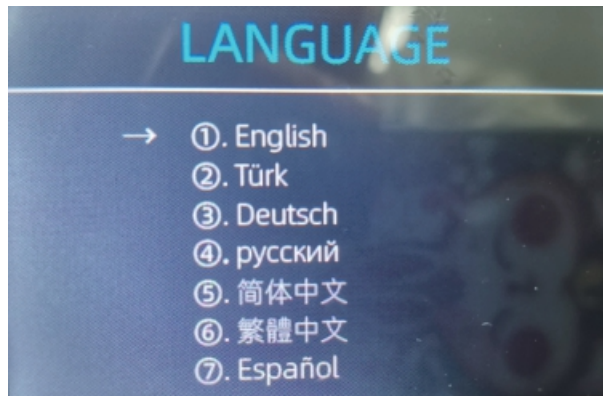 LANGUAGE
→ ①. English
②. Türk
③. Deutsch
④. русский
⑤. 简体中文
⑥. 繁體中文
⑦. Español